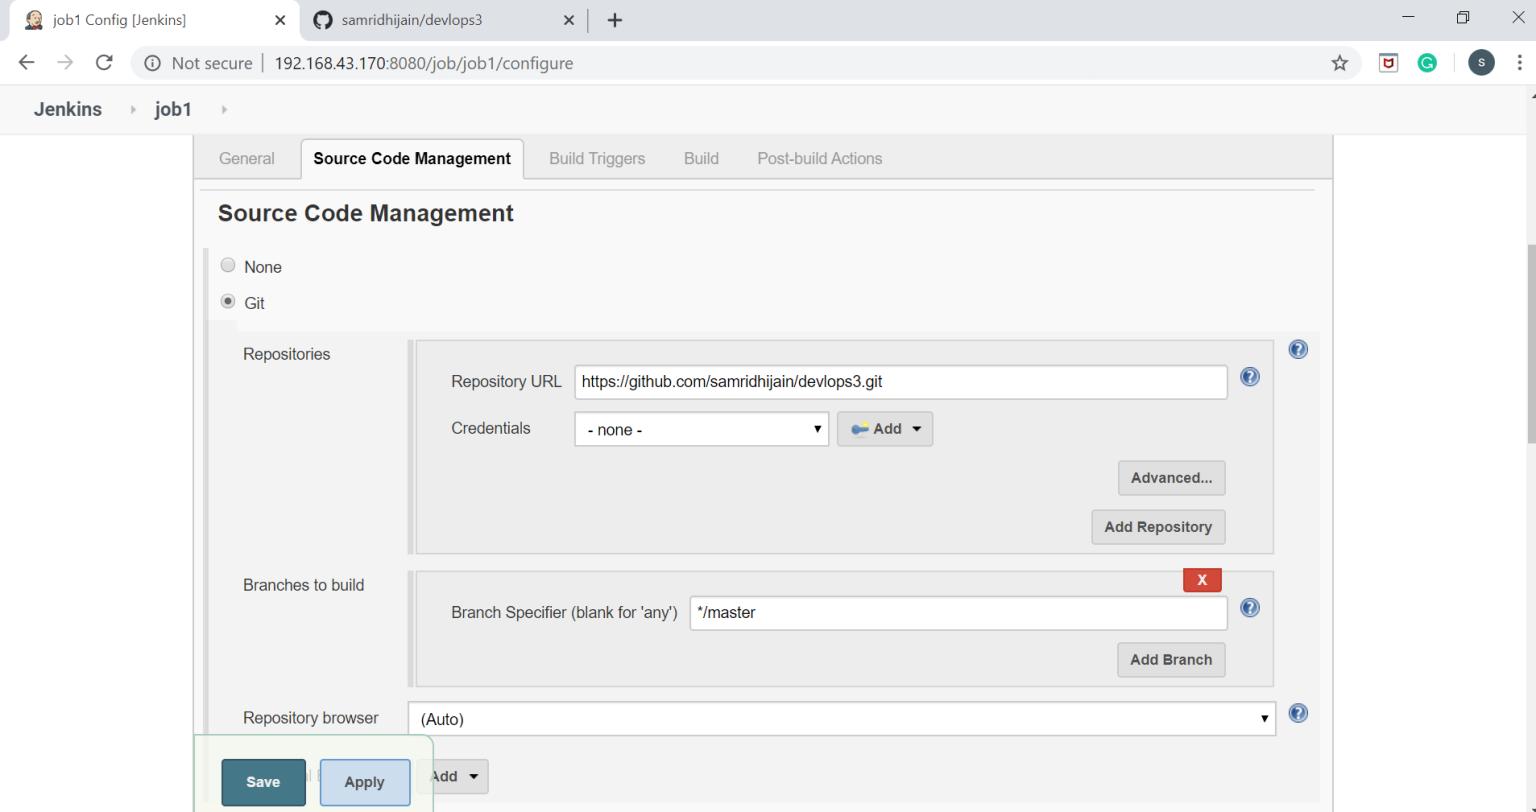 job1 Config [Jenkins]
samridhijain/devlops3
Not secure
192.168.43.170:8080/job/job1/configure
S
Jenkins
job1
General
Source Code Management
Build Triggers
Build
Post-build Actions
Source Code Management
None
Git
Repositories
Repository URL
https://github.com/samridhijain/devlops3.git
Credentials
- none -
Add
Advanced...
Add Repository
Branches to build
X
Branch Specifier (blank for 'any')
*/master
Add Branch
Repository browser
(Auto)
Save
Apply
Add